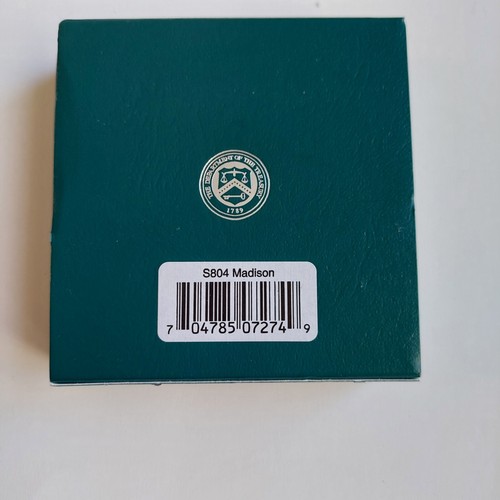 THE DEPARTMENT OF THE TREASURY
1789
S804 Madison
7 04785 07274 9